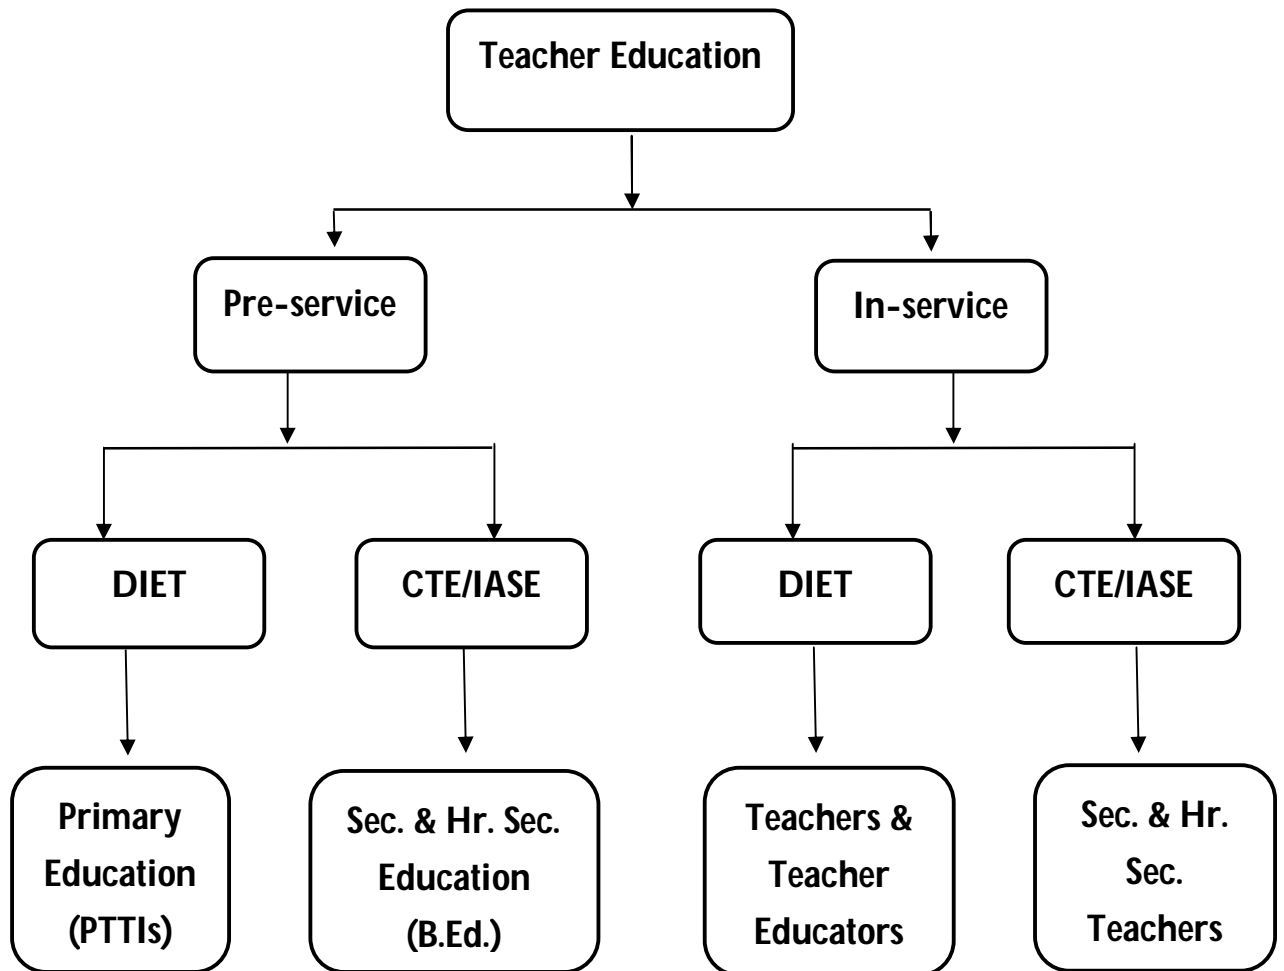 Teacher Education
Pre-service
In-service
DIET
CTE/IASE
DIET
CTE/IASE
Primary
Education
(PTTIs)
Sec. & Hr. Sec.
Education
(B.Ed.)
Teachers &
Teacher
Educators
Sec. & Hr.
Sec.
Teachers